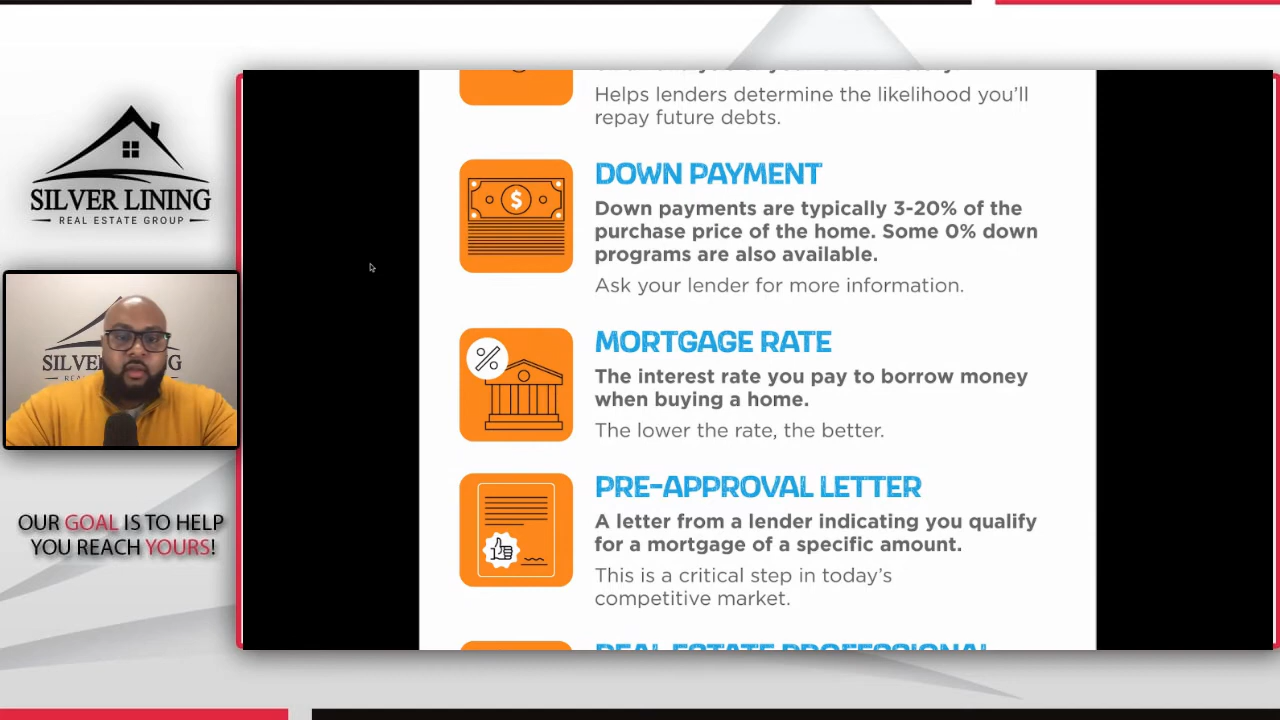 SILVER LINING
REAL ESTATE GROUP
SILVER
OUR GOAL IS TO HELP
YOU REACH YOURS!
Helps lenders determine the likelihood you'll
repay future debts.
DOWN PAYMENT
Down payments are typically 3-20% of the
purchase price of the home. Some 0% down
programs are also available.
Ask your lender for more information.
MORTGAGE RATE
The interest rate you pay to borrow money
when buying a home.
The lower the rate, the better.
PRE-APPROVAL LETTER
A letter from a lender indicating you qualify
for a mortgage of a specific amount.
This is a critical step in today's
competitive market.
REAL ESTATE PROFESSIONAL